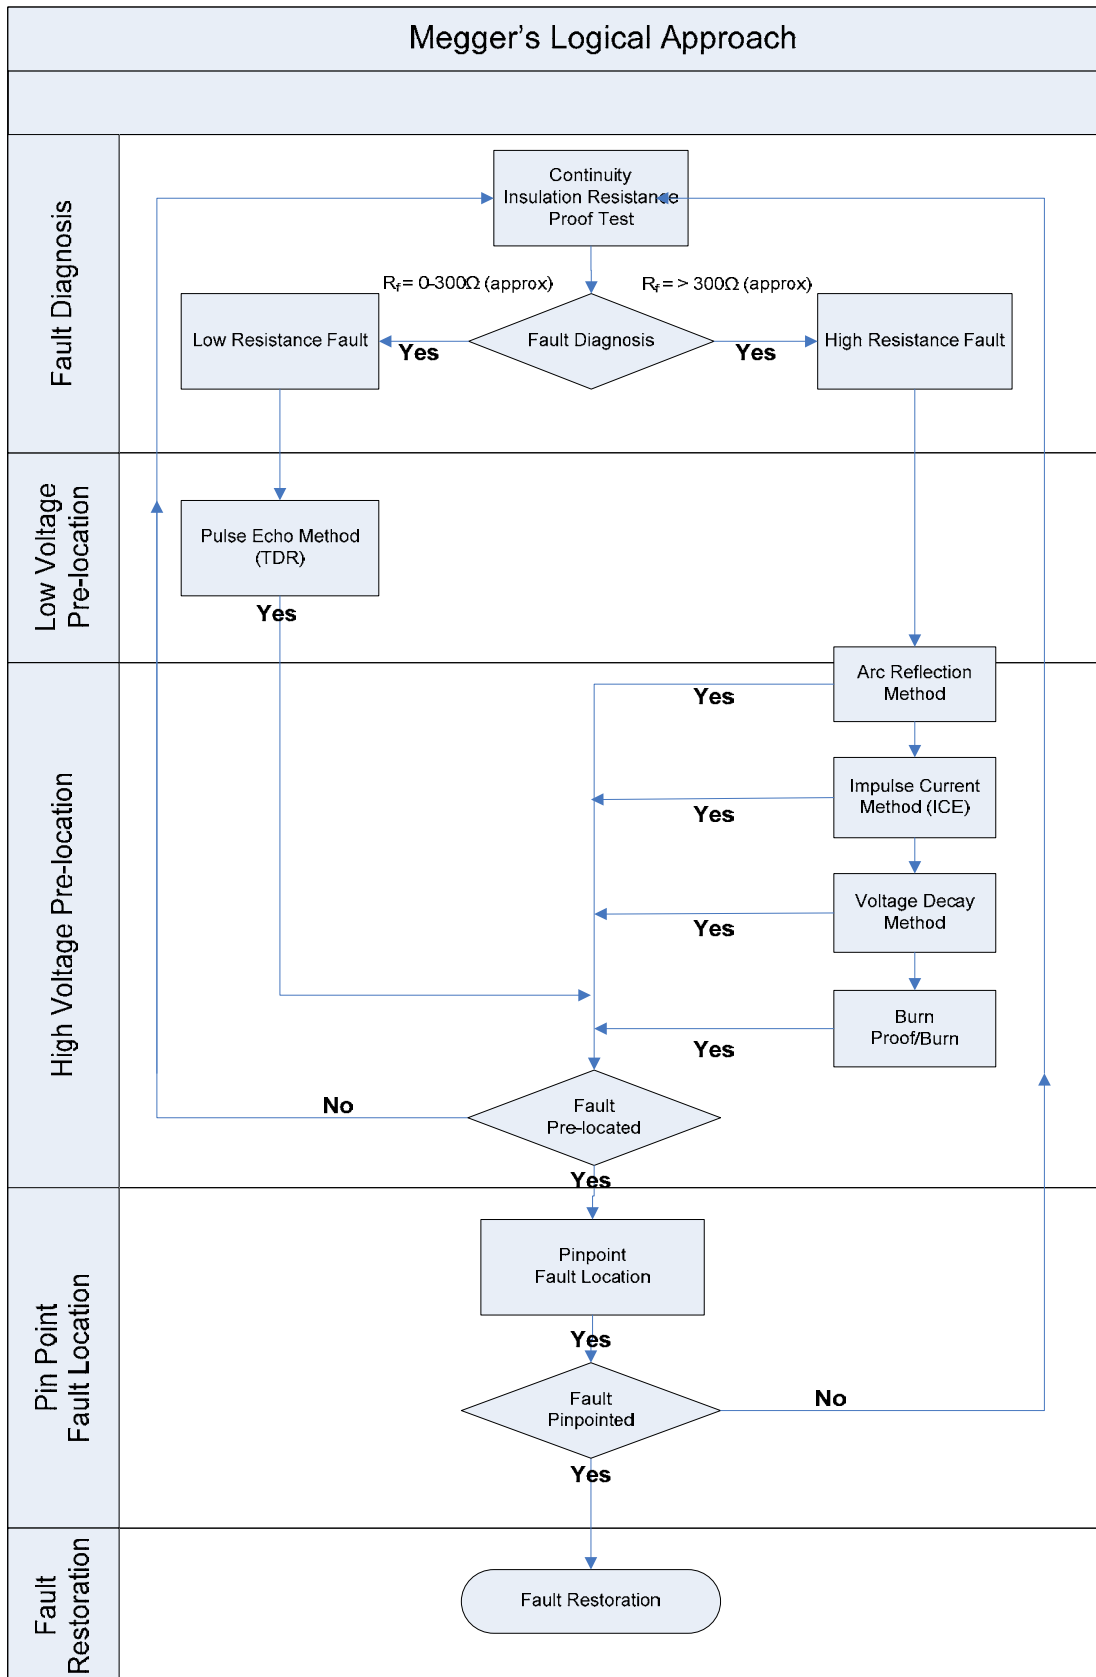 Megger's Logical Approach
Fault Diagnosis
Continuity
Insulation Resistance
Proof Test
Rf = 0-300Ω (approx)
Rf = > 300Ω (approx)
Low Resistance Fault
Yes
Fault Diagnosis
Yes
High Resistance Fault
Low Voltage
Pre-location
Pulse Echo Method
(TDR)
Yes
High Voltage Pre-location
Arc Reflection
Method
Yes
Impulse Current
Method (ICE)
Yes
Voltage Decay
Method
Yes
Burn
Proof/Burn
Yes
No
Fault
Pre-located
Yes
Pin Point
Fault Location
Pinpoint
Fault Location
Yes
Fault
Pinpointed
No
Yes
Fault
Restoration
Fault Restoration